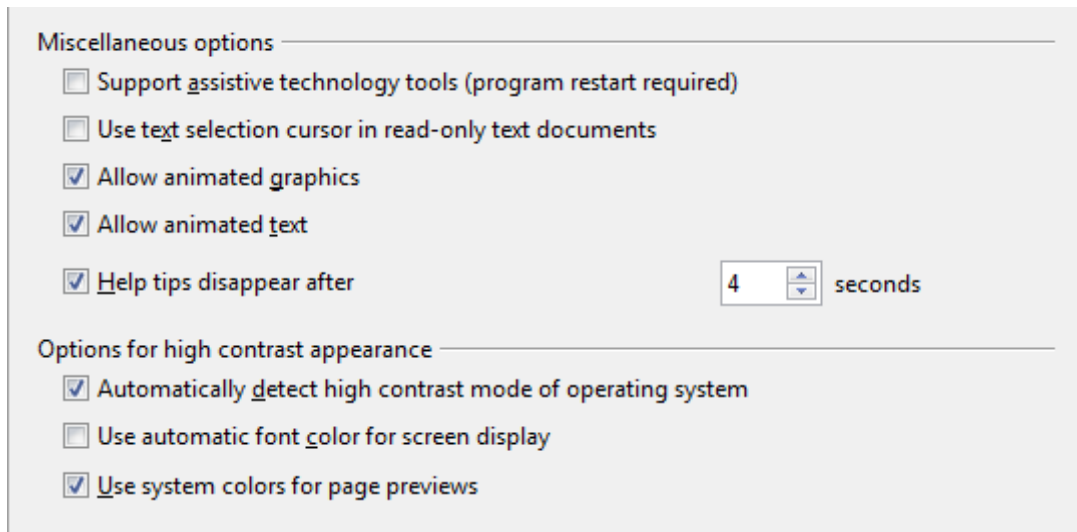 Miscellaneous options
Support assistive technology tools (program restart required)
Use text selection cursor in read-only text documents
Allow animated graphics
Allow animated text
Help tips disappear after 4 seconds
Options for high contrast appearance
Automatically detect high contrast mode of operating system
Use automatic font color for screen display
Use system colors for page previews